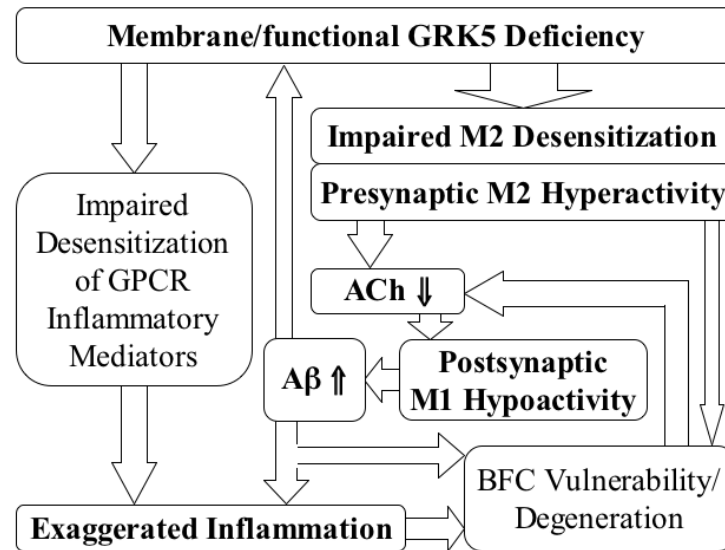 Membrane/functional GRK5 Deficiency
Impaired M2 Desensitization
Presynaptic M2 Hyperactivity
Impaired
Desensitization
of GPCR
Inflammatory
Mediators
ACh ⇓
Aβ ⇑
Postsynaptic
M1 Hypoactivity
BFC Vulnerability/
Degeneration
Exaggerated Inflammation